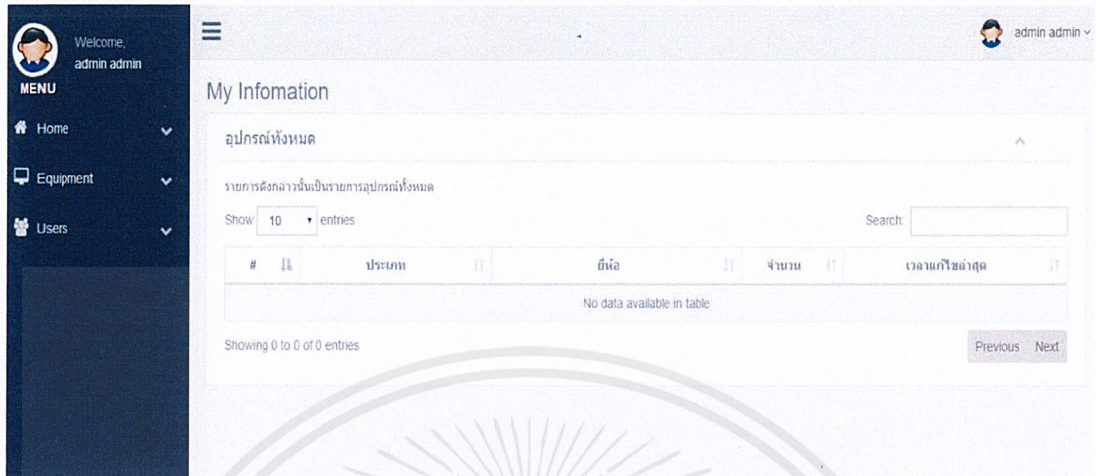 Welcome,
admin admin
MENU
Home
Equipment
Users
admin admin
My Infomation
อุปกรณ์ทั้งหมด
รายการดังกล่าวนั้นเป็นรายการอุปกรณ์ทั้งหมด
Show 10 entries
Search:
# ประเภท ยี่ห้อ จำนวน เวลาแก้ไขล่าสุด
No data available in table
Showing 0 to 0 of 0 entries
Previous Next